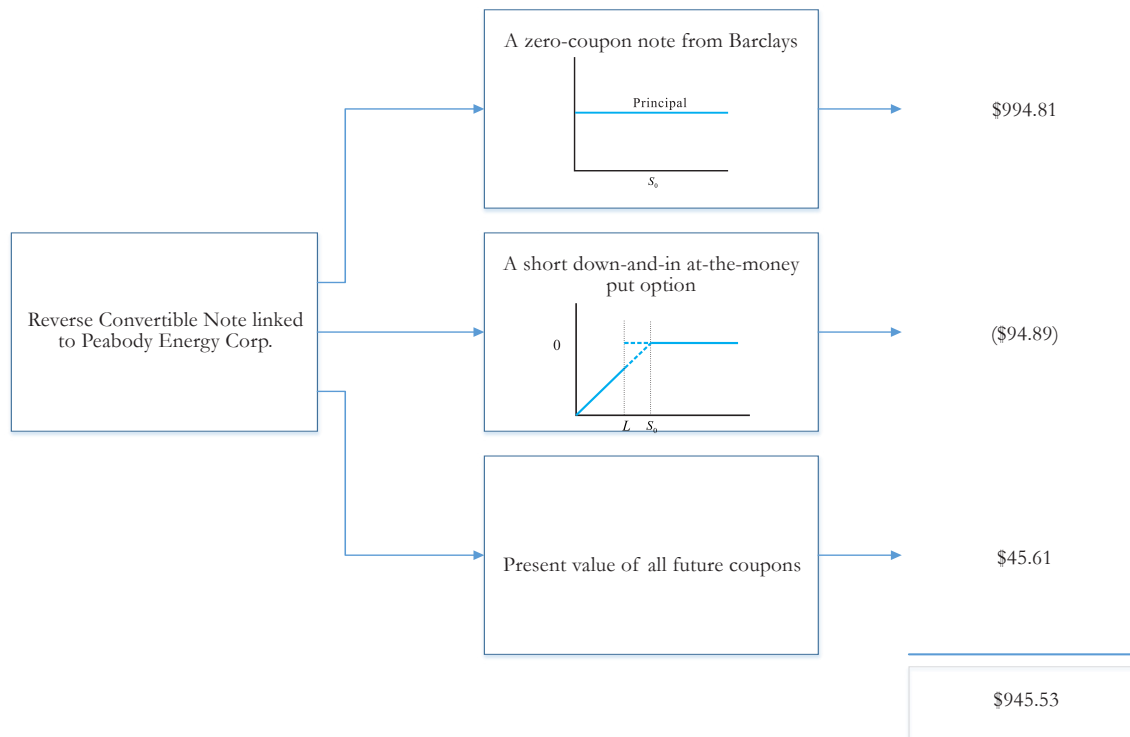 A zero-coupon note from Barclays
Principal
S₀
$994.81
Reverse Convertible Note linked
to Peabody Energy Corp.
A short down-and-in at-the-money
put option
0
L S₀
($94.89)
Present value of all future coupons
$45.61
$945.53